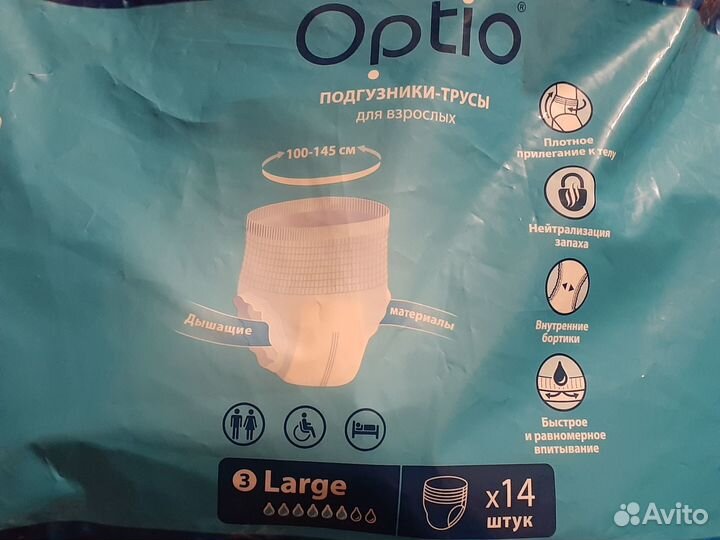 Optio®
ПОДГУЗНИКИ-ТРУСЫ
для взрослых
100-145 см
Дышащие
материалы
Плотное
прилегание к телу
Нейтрализация
запаха
Внутренние
бортики
Быстрое
и равномерное
впитывание
3 Large
x14
штук
Avito